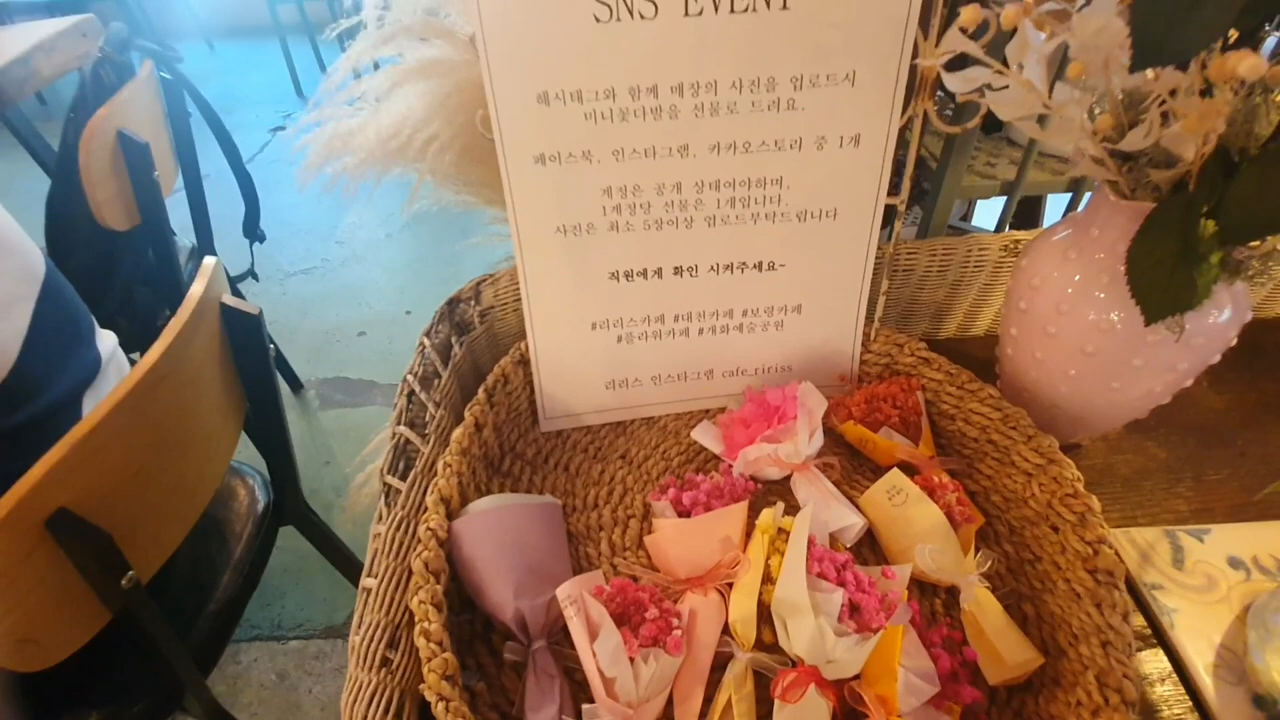 SNS EVENT
해시태그와 함께 매장의 사진을 업로드시
미니꽃다발을 선물로 드려요.
페이스북, 인스타그램, 카카오스토리 중 1개
계정은 공개 상태여야하며,
1계정당 선물은 1개입니다.
사진은 최소 5장이상 업로드부탁드립니다
직원에게 확인 시켜주세요~
#리리스카페 #대천카페 #보령카페
#플라워카페 #개화예술공원
리리스 인스타그램 cafe_ririss